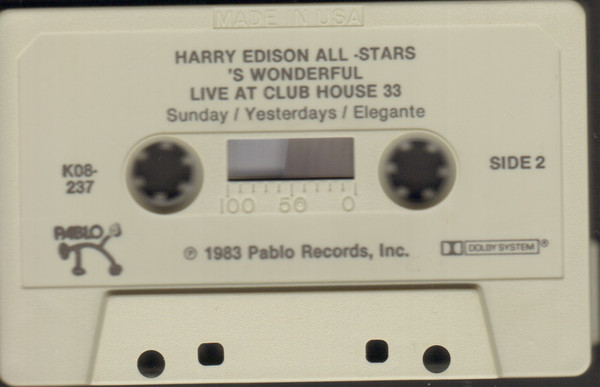 MADE IN USA
HARRY EDISON ALL -STARS
'S WONDERFUL
LIVE AT CLUB HOUSE 33
Sunday / Yesterdays / Elegante
K08-
237
SIDE 2
100 50 0
PABLO
℗ 1983 Pablo Records, Inc.
DOLBY SYSTEM ®